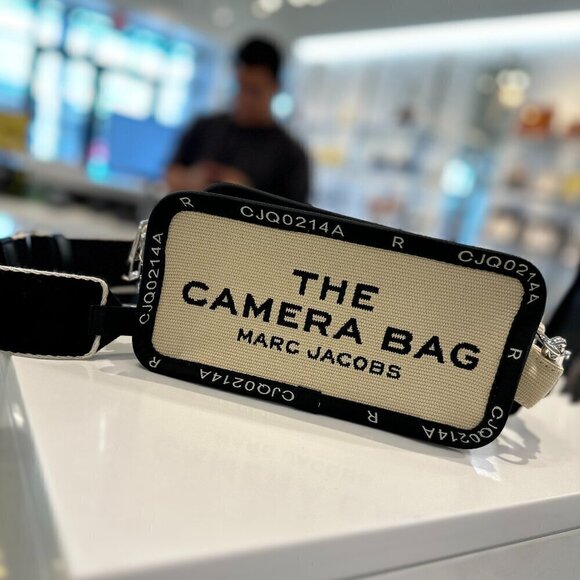 R CJQ0214A R CJQ0214A
CJQ0214A
THE
CAMERA BAG
MARC JACOBS
R
R CJQ0214A R CJQ0214A